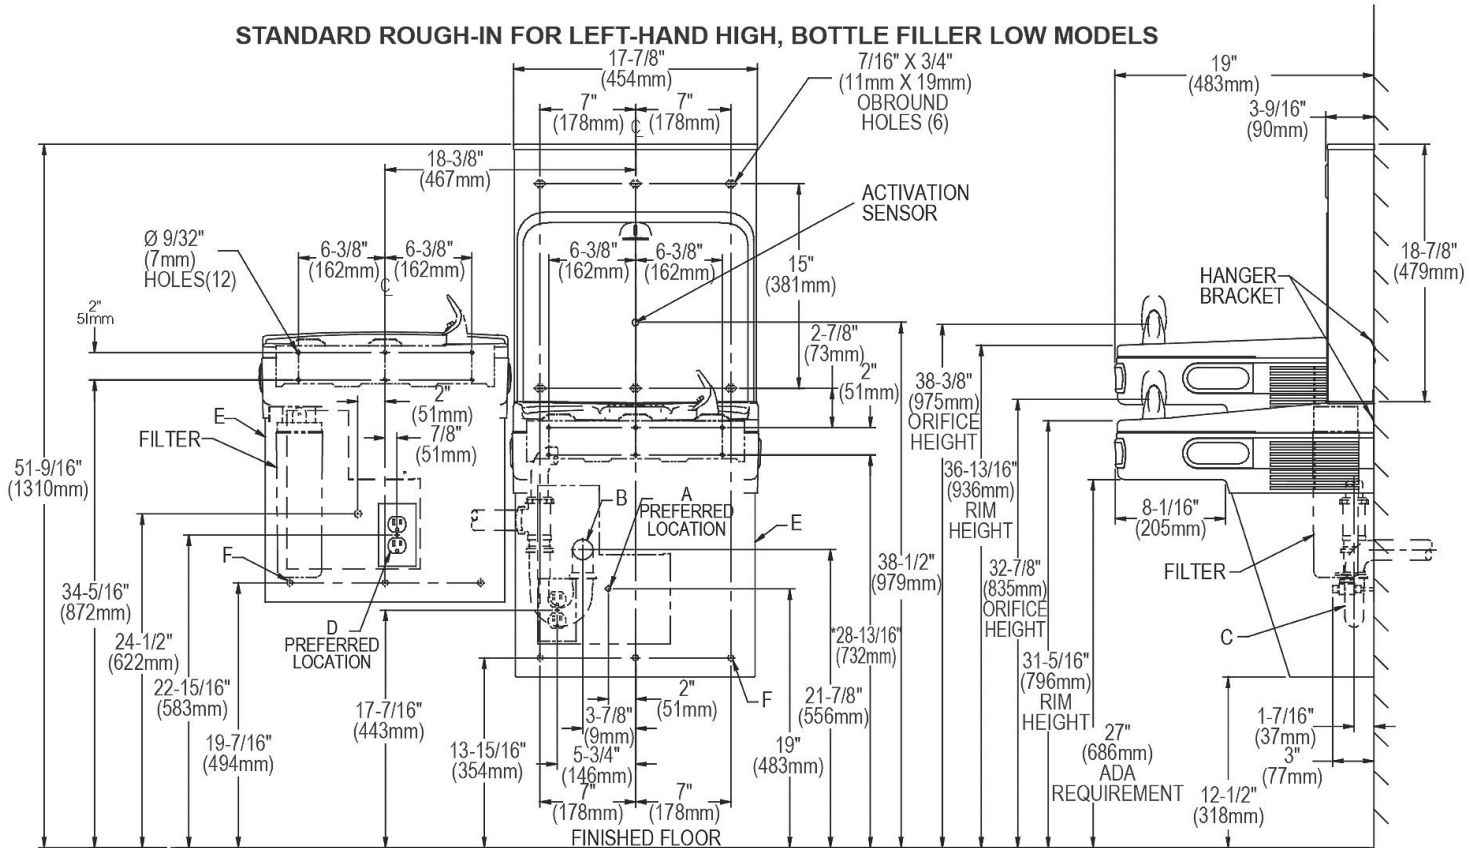 STANDARD ROUGH-IN FOR LEFT-HAND HIGH, BOTTLE FILLER LOW MODELS
17-7/8"
(454mm)
7"
(178mm)
7"
(178mm)
7/16" X 3/4"
(11mm X 19mm)
OBROUND
HOLES (6)
19"
(483mm)
3-9/16"
(90mm)
18-3/8"
(467mm)
ACTIVATION
SENSOR
Ø 9/32"
(7mm)
HOLES(12)
6-3/8"
(162mm)
6-3/8"
(162mm)
6-3/8"
(162mm)
6-3/8"
(162mm)
15"
(381mm)
18-7/8"
(479mm)
HANGER
BRACKET
2"
5lmm
2-7/8"
(73mm)
2"
(51mm)
38-3/8"
(975mm)
ORIFICE
HEIGHT
2"
(51mm)
7/8"
(51mm)
E
FILTER
51-9/16"
(1310mm)
36-13/16"
(936mm)
RIM
HEIGHT
B
A
PREFERRED
LOCATION
E
8-1/16"
(205mm)
F
38-1/2"
(979mm)
32-7/8"
(835mm)
ORIFICE
HEIGHT
FILTER
34-5/16"
(872mm)
D
PREFERRED
LOCATION
24-1/2"
(622mm)
*28-13/16"
(732mm)
C
22-15/16"
(583mm)
31-5/16"
(796mm)
RIM
HEIGHT
2"
(51mm)
F
21-7/8"
(556mm)
17-7/16"
(443mm)
3-7/8"
(9mm)
1-7/16"
(37mm)
19-7/16"
(494mm)
13-15/16"
(354mm)
5-3/4"
(146mm)
19"
(483mm)
27"
(686mm)
ADA
REQUIREMENT
3"
(77mm)
7"
(178mm)
7"
(178mm)
12-1/2"
(318mm)
FINISHED FLOOR